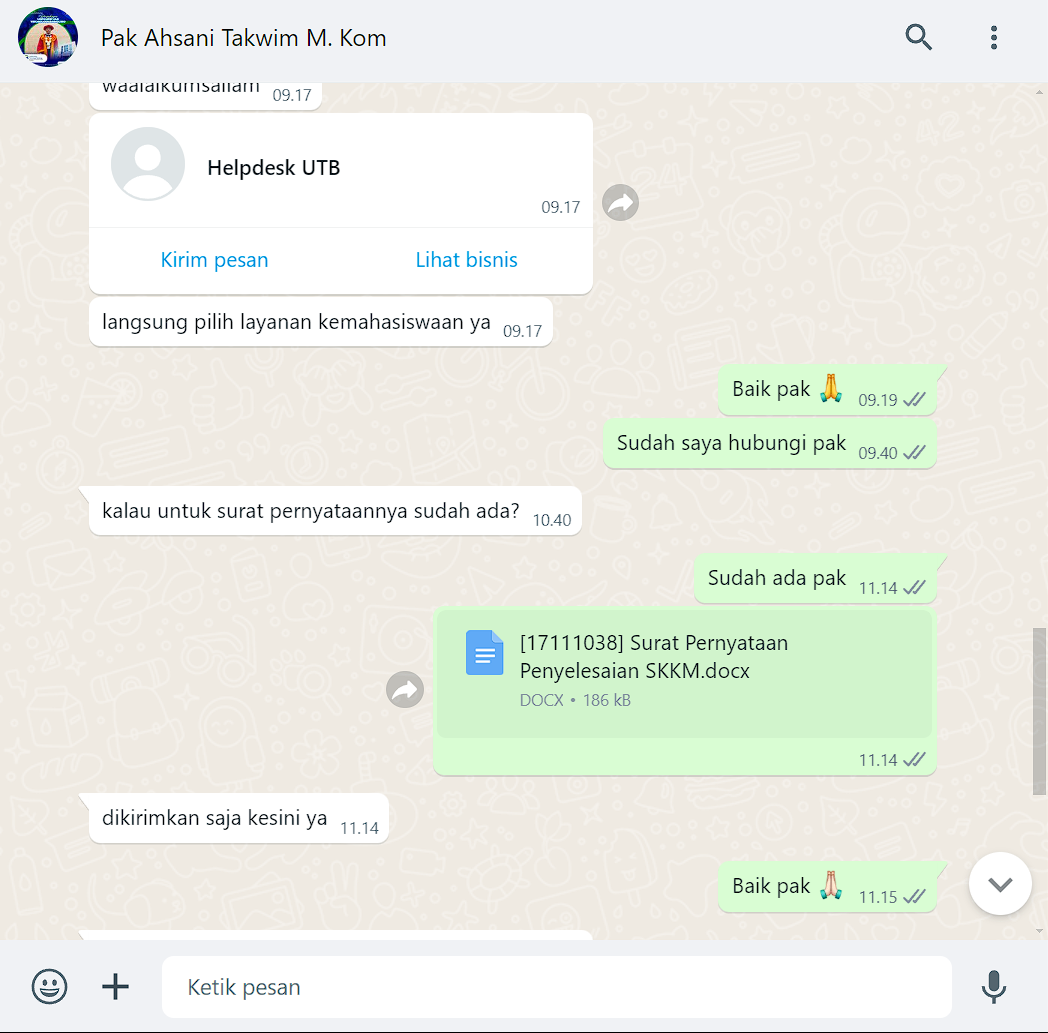 Pak Ahsani Takwim M. Kom
waalaikumsallam 09.17
Helpdesk UTB
09.17
Kirim pesan Lihat bisnis
langsung pilih layanan kemahasiswaan ya 09.17
Baik pak 🙏 09.19
Sudah saya hubungi pak 09.40
kalau untuk surat pernyataannya sudah ada? 10.40
Sudah ada pak 11.14
[17111038] Surat Pernyataan
Penyelesaian SKKM.docx
DOCX • 186 kB
11.14
dikirimkan saja kesini ya 11.14
Baik pak 🙏🏻 11.15
Ketik pesan